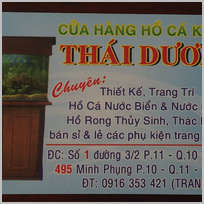 CỬA HÀNG HỒ CÁ K
THÁI DƯƠ
Chuyên:
Thiết Kế, Trang Trí
Hồ Cá Nước Biển & Nước
Hồ Rong Thủy Sinh, Thác
bán sỉ & lẻ các phụ kiện trang
ĐC: Số 1 đường 3/2 P.11 - Q.10
495 Minh Phụng P.10 - Q.
ĐT: 0916 353 421 (TRAN